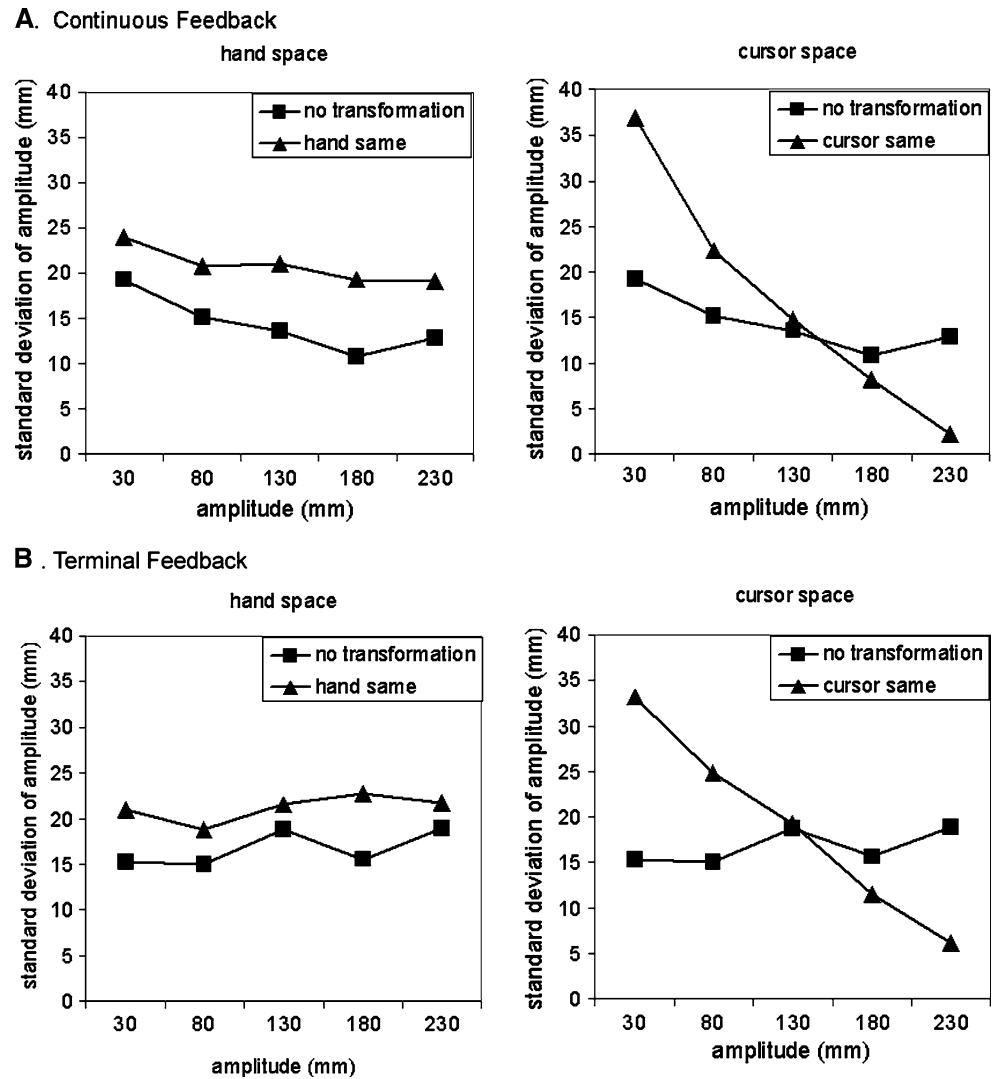 A. Continuous Feedback
hand space
standard deviation of amplitude (mm)
40
35
30
25
20
15
10
5
0
no transformation
hand same
30 80 130 180 230
amplitude (mm)
cursor space
standard deviation of amplitude (mm)
40
35
30
25
20
15
10
5
0
no transformation
cursor same
30 80 130 180 230
amplitude (mm)
B . Terminal Feedback
hand space
standard deviation of amplitude (mm)
40
35
30
25
20
15
10
5
0
no transformation
hand same
30 80 130 180 230
amplitude (mm)
cursor space
standard deviation of amplitude (mm)
40
35
30
25
20
15
10
5
0
no transformation
cursor same
30 80 130 180 230
amplitude (mm)